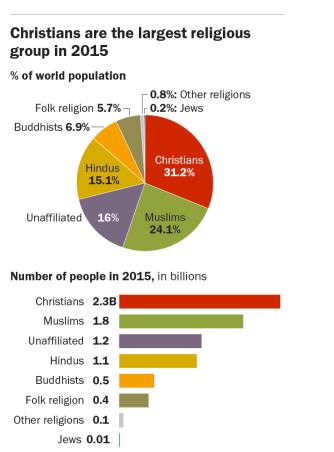 Christians are the largest religious
group in 2015
% of world population
0.8%: Other religions
Folk religion 5.7%
0.2%: Jews
Buddhists 6.9%
Christians
31.2%
Hindus
15.1%
Unaffiliated
16%
Muslims
24.1%
Number of people in 2015, in billions
Christians 2.3B
Muslims 1.8
Unaffiliated 1.2
Hindus 1.1
Buddhists 0.5
Folk religion 0.4
Other religions 0.1
Jews 0.01